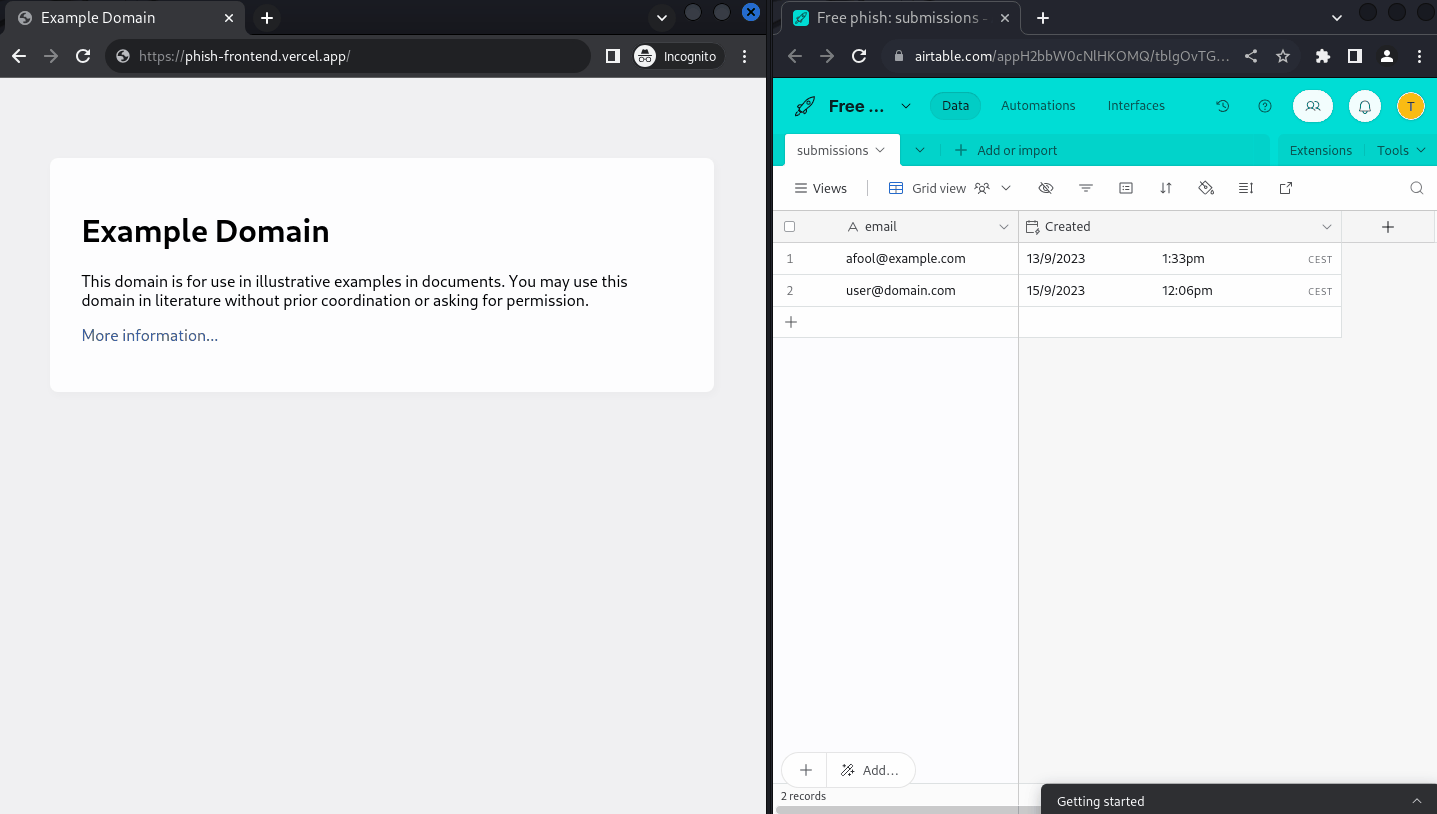 Example Domain
https://phish-frontend.vercel.app/
Incognito
Example Domain
This domain is for use in illustrative examples in documents. You may use this
domain in literature without prior coordination or asking for permission.
More information...
Free phish: submissions -
airtable.com/appH2bbW0cNlHKOMQ/tblgOvTG...
Free ...
Data
Automations
Interfaces
T
submissions
Add or import
Extensions
Tools
Views
Grid view
email
Created
1 afool@example.com 13/9/2023 1:33pm CEST
2 user@domain.com 15/9/2023 12:06pm CEST
Add...
2 records
Getting started